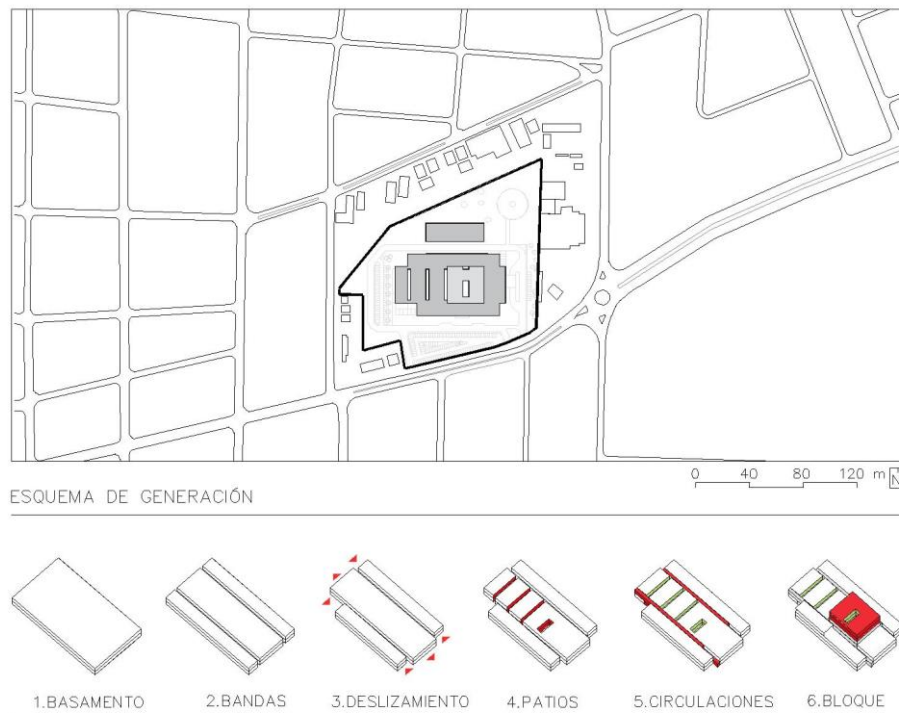 0 40 80 120 m N
ESQUEMA DE GENERACIÓN
1.BASAMENTO 2.BANDAS 3.DESLIZAMIENTO 4.PATIOS 5.CIRCULACIONES 6.BLOQUE